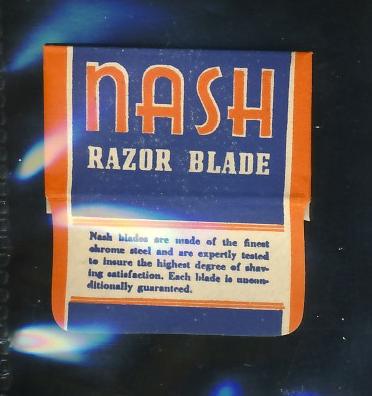 NASH
RAZOR BLADE
Nash blades are made of the finest
chrome steel and are expertly tested
to insure the highest degree of shav-
ing satisfaction. Each blade is uncon-
ditionally guaranteed.